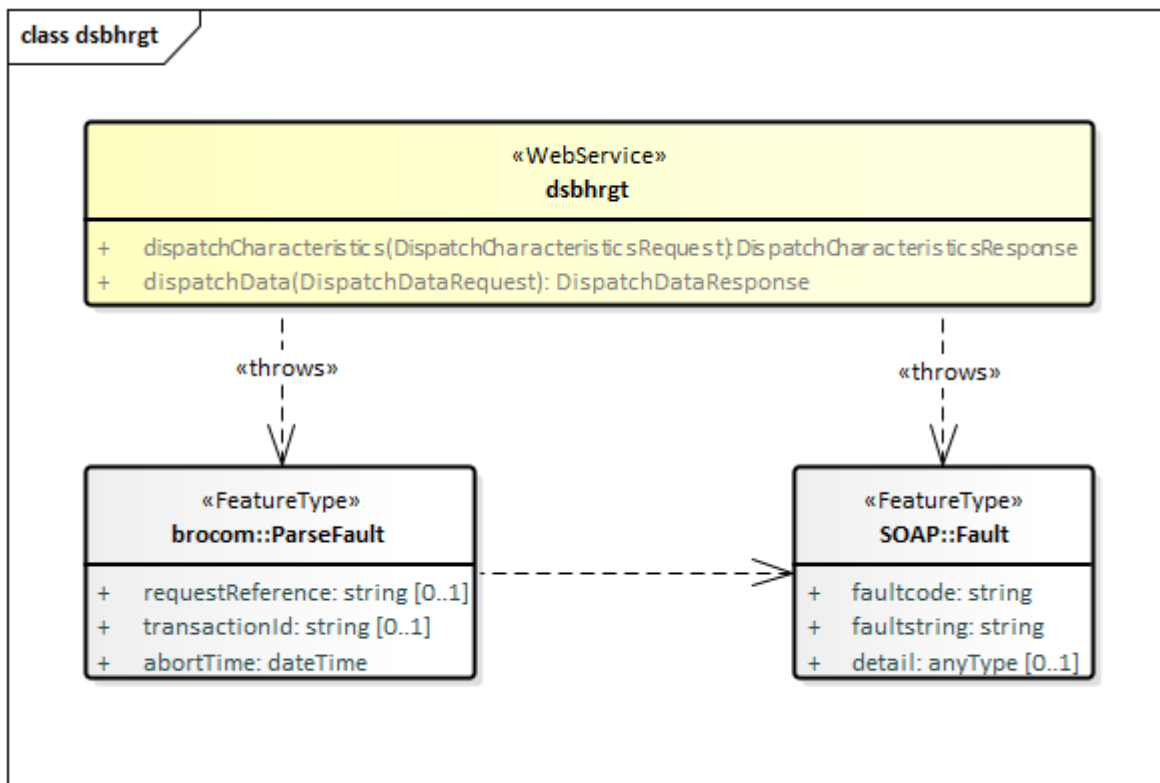 class dsbhrgt
«WebService»
dsbhrgt
+ dispatchCharacteristics(DispatchCharacteristicsRequest):DispatchCharacteristicsResponse
+ dispatchData(DispatchDataRequest): DispatchDataResponse
«throws»
«throws»
«FeatureType»
brocom::ParseFault
+ requestReference: string [0..1]
+ transactionId: string [0..1]
+ abortTime: dateTime
«FeatureType»
SOAP::Fault
+ faultcode: string
+ faultstring: string
+ detail: anyType [0..1]